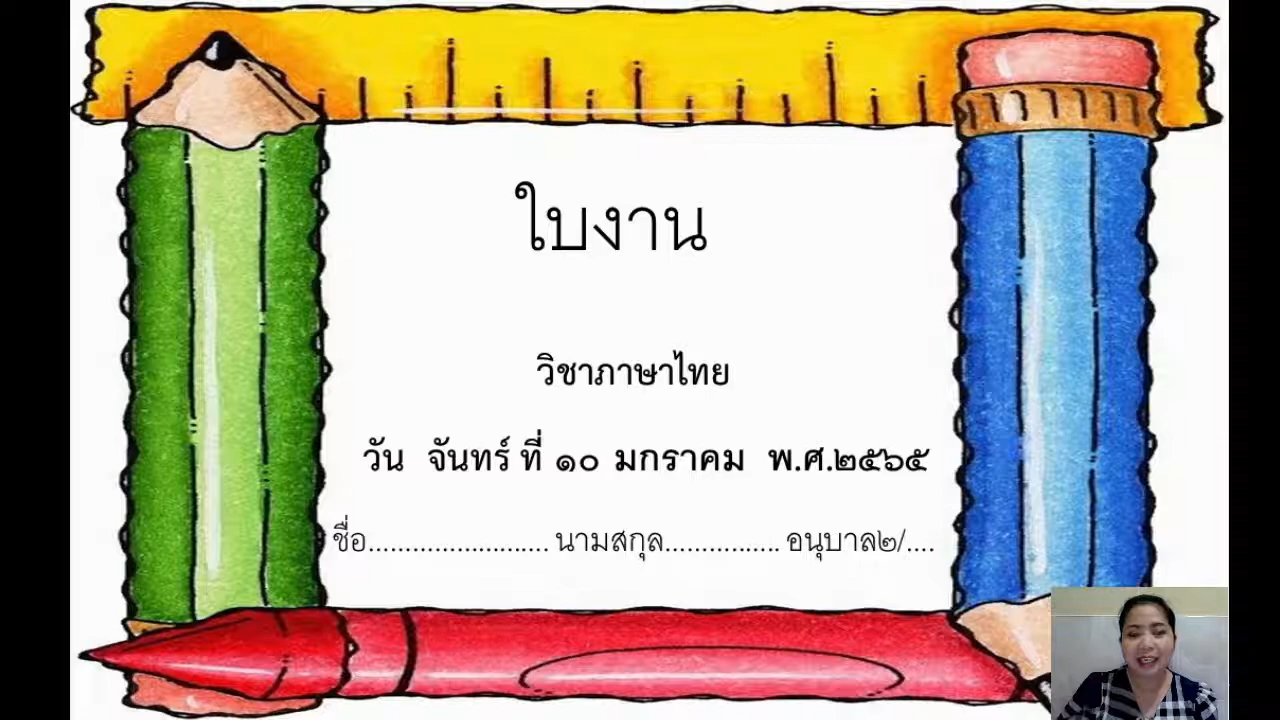 ใบงาน
วิชาภาษาไทย
วัน จันทร์ ที่ ๑๐ มกราคม พ.ศ.๒๕๖๕
ชื่อ......................... นามสกุล................ อนุบาล๒/....